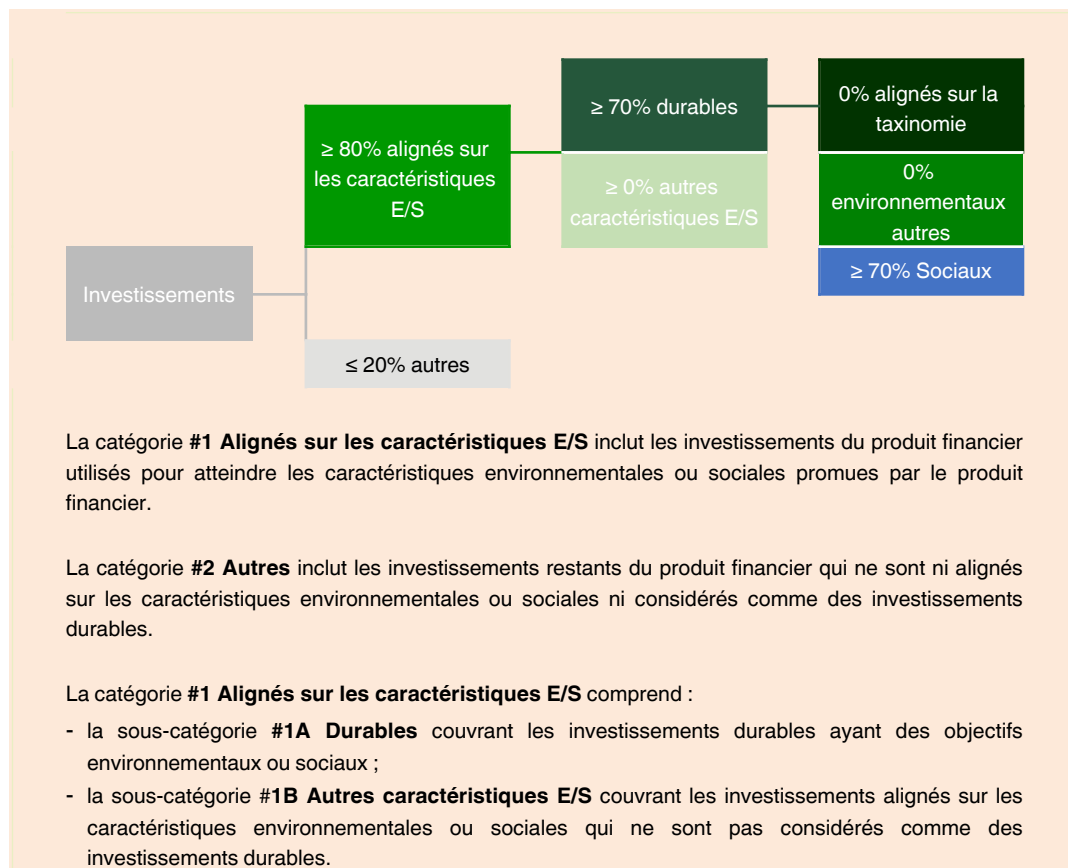 ≥ 70% durables
0% alignés sur la
taxinomie
≥ 80% alignés sur
les caractéristiques
E/S
≥ 0% autres
caractéristiques E/S
0%
environnementaux
autres
≥ 70% Sociaux
Investissements
≤ 20% autres
La catégorie #1 Alignés sur les caractéristiques E/S inclut les investissements du produit financier
utilisés pour atteindre les caractéristiques environnementales ou sociales promues par le produit
financier.
La catégorie #2 Autres inclut les investissements restants du produit financier qui ne sont ni alignés
sur les caractéristiques environnementales ou sociales ni considérés comme des investissements
durables.
La catégorie #1 Alignés sur les caractéristiques E/S comprend :
- la sous-catégorie #1A Durables couvrant les investissements durables ayant des objectifs
environnementaux ou sociaux ;
- la sous-catégorie #1B Autres caractéristiques E/S couvrant les investissements alignés sur les
caractéristiques environnementales ou sociales qui ne sont pas considérés comme des
investissements durables.